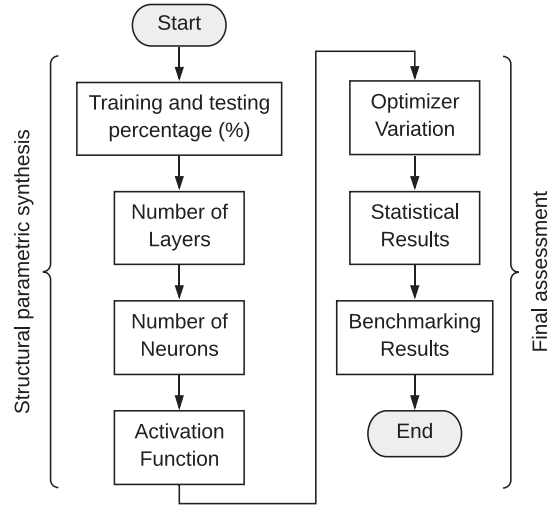 Start
Training and testing
percentage (%)
Number of
Layers
Number of
Neurons
Activation
Function
Structural parametric synthesis
Optimizer
Variation
Statistical
Results
Benchmarking
Results
End
Final assessment